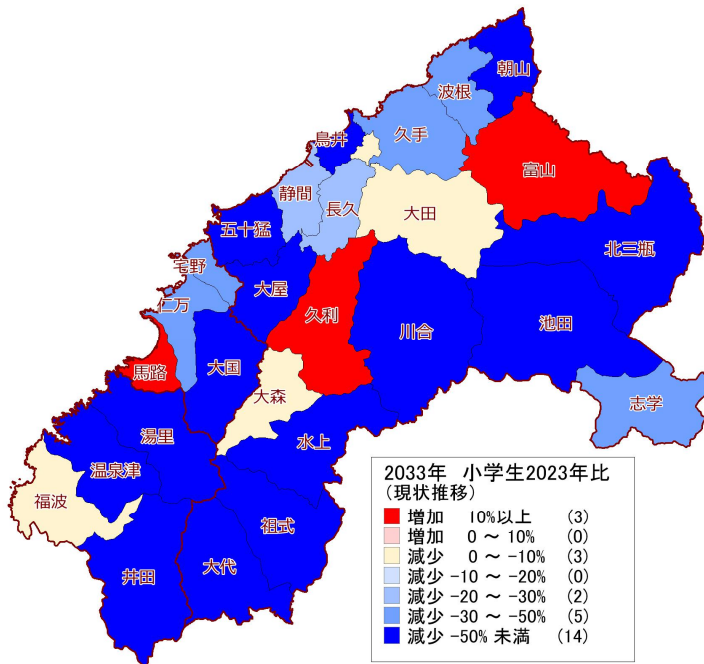 朝山
波根
久手
鳥井
富山
静間
長久
大田
五十猛
北三瓶
宅野
大屋
仁万
久利
川合
池田
馬路
大国
大森
志学
湯里
水上
温泉津
福波
祖式
井田
大代
2033年 小学生2023年比
(現状推移)
増加 10%以上 (3)
増加 0 ～ 10% (0)
減少 0 ～ -10% (3)
減少 -10 ～ -20% (0)
減少 -20 ～ -30% (2)
減少 -30 ～ -50% (5)
減少 -50% 未満 (14)